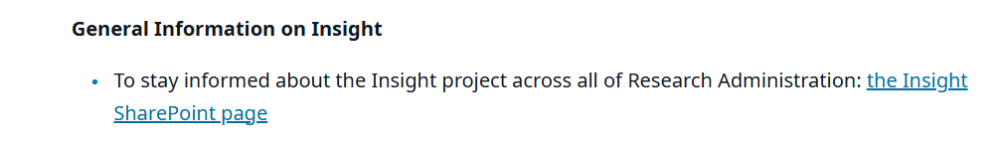 General Information on Insight
• To stay informed about the Insight project across all of Research Administration: the Insight
SharePoint page